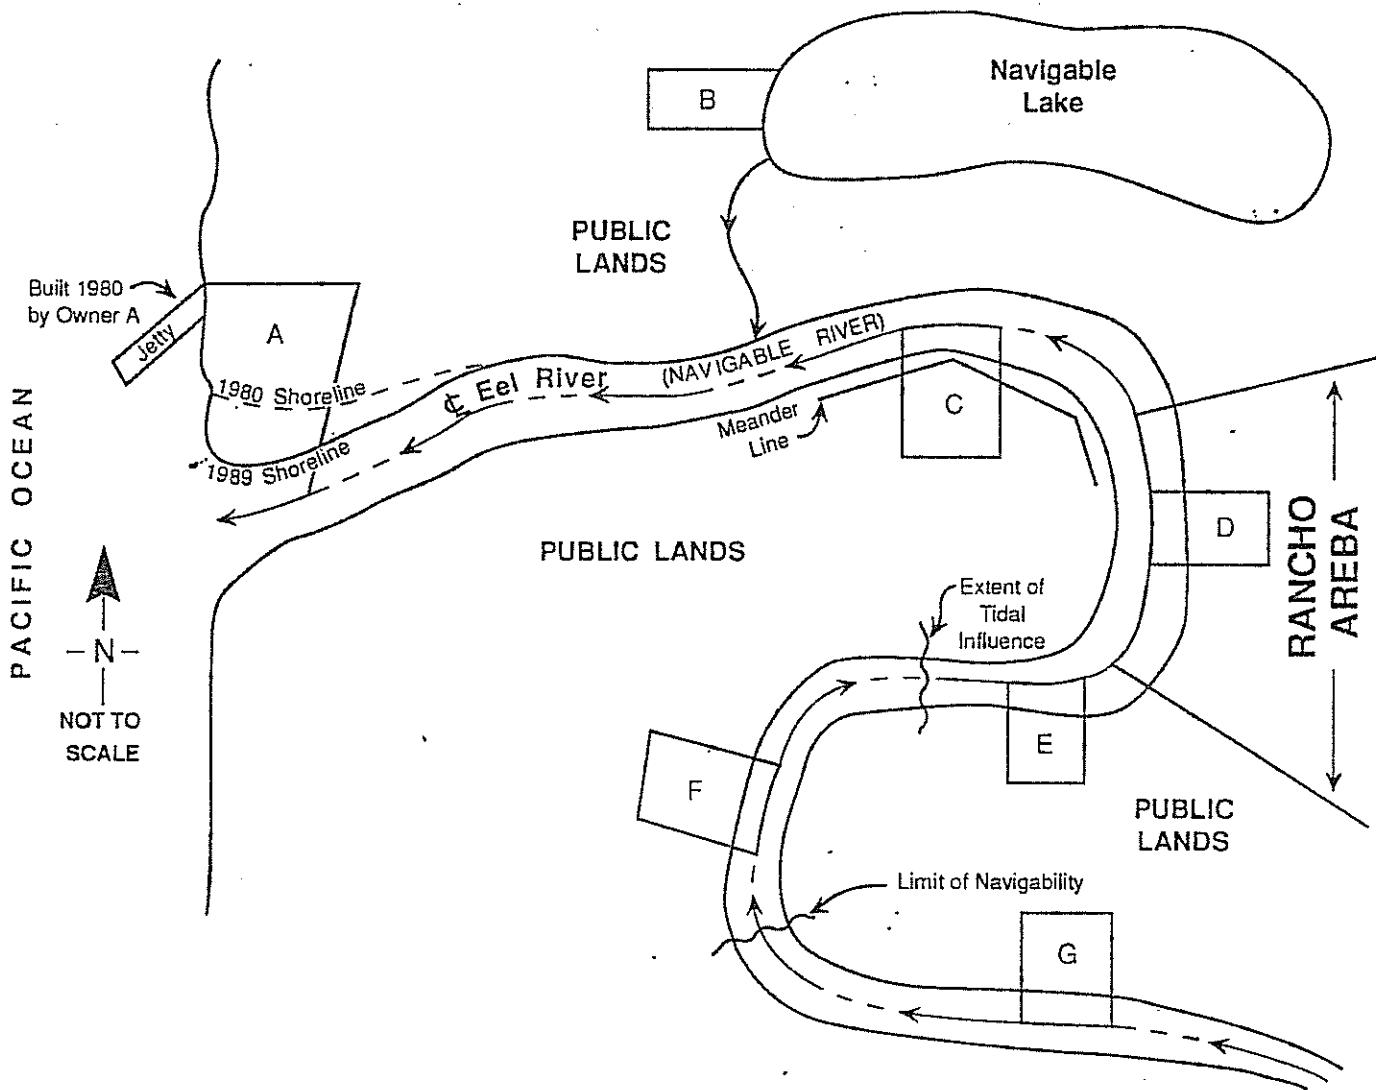 Navigable
Lake
B
PUBLIC
LANDS
Built 1980
by Owner A
Jetty
A
1980 Shoreline
℄ Eel River
(NAVIGABLE RIVER)
Meander
Line
C
1989 Shoreline
PACIFIC OCEAN
D
RANCHO
AREBA
PUBLIC LANDS
Extent of
Tidal
Influence
N
NOT TO
SCALE
E
F
PUBLIC
LANDS
Limit of Navigability
G